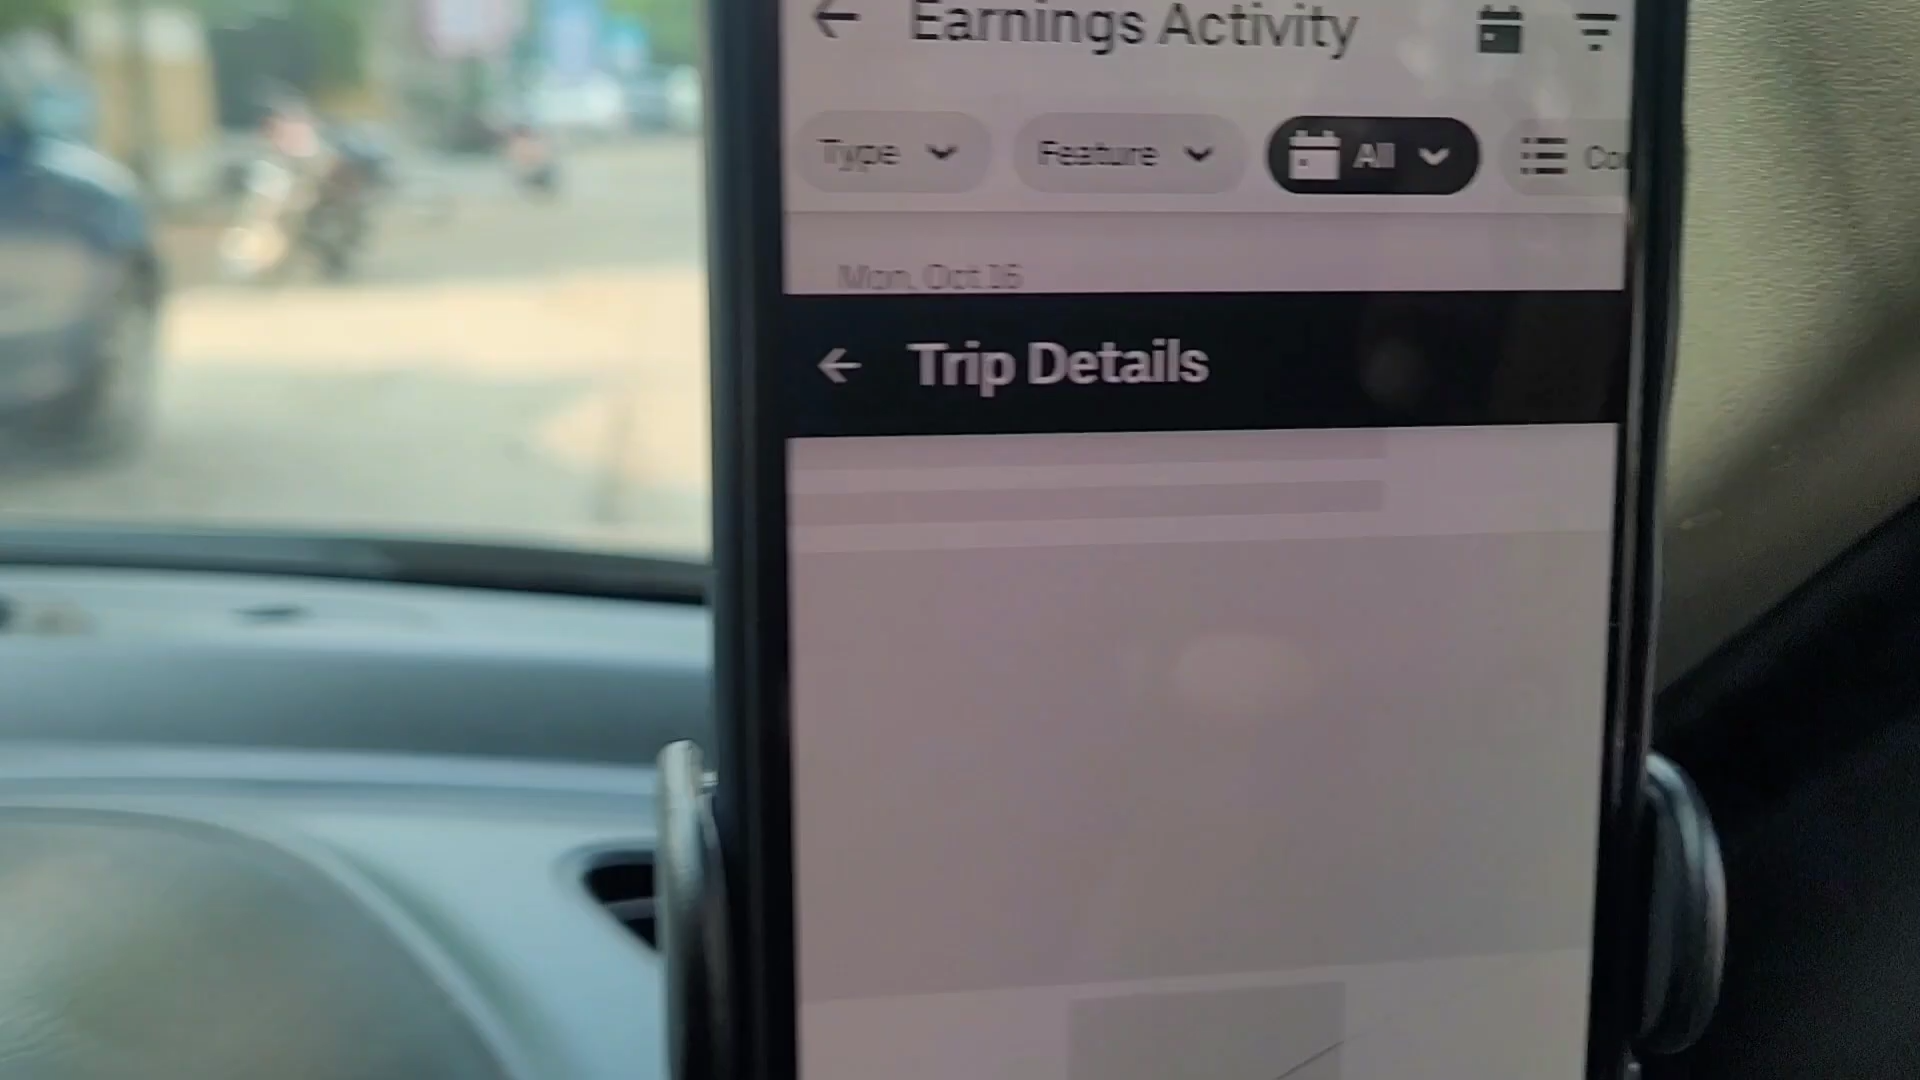 Earnings Activity
Type Feature All
Mon, Oct 16
Trip Details